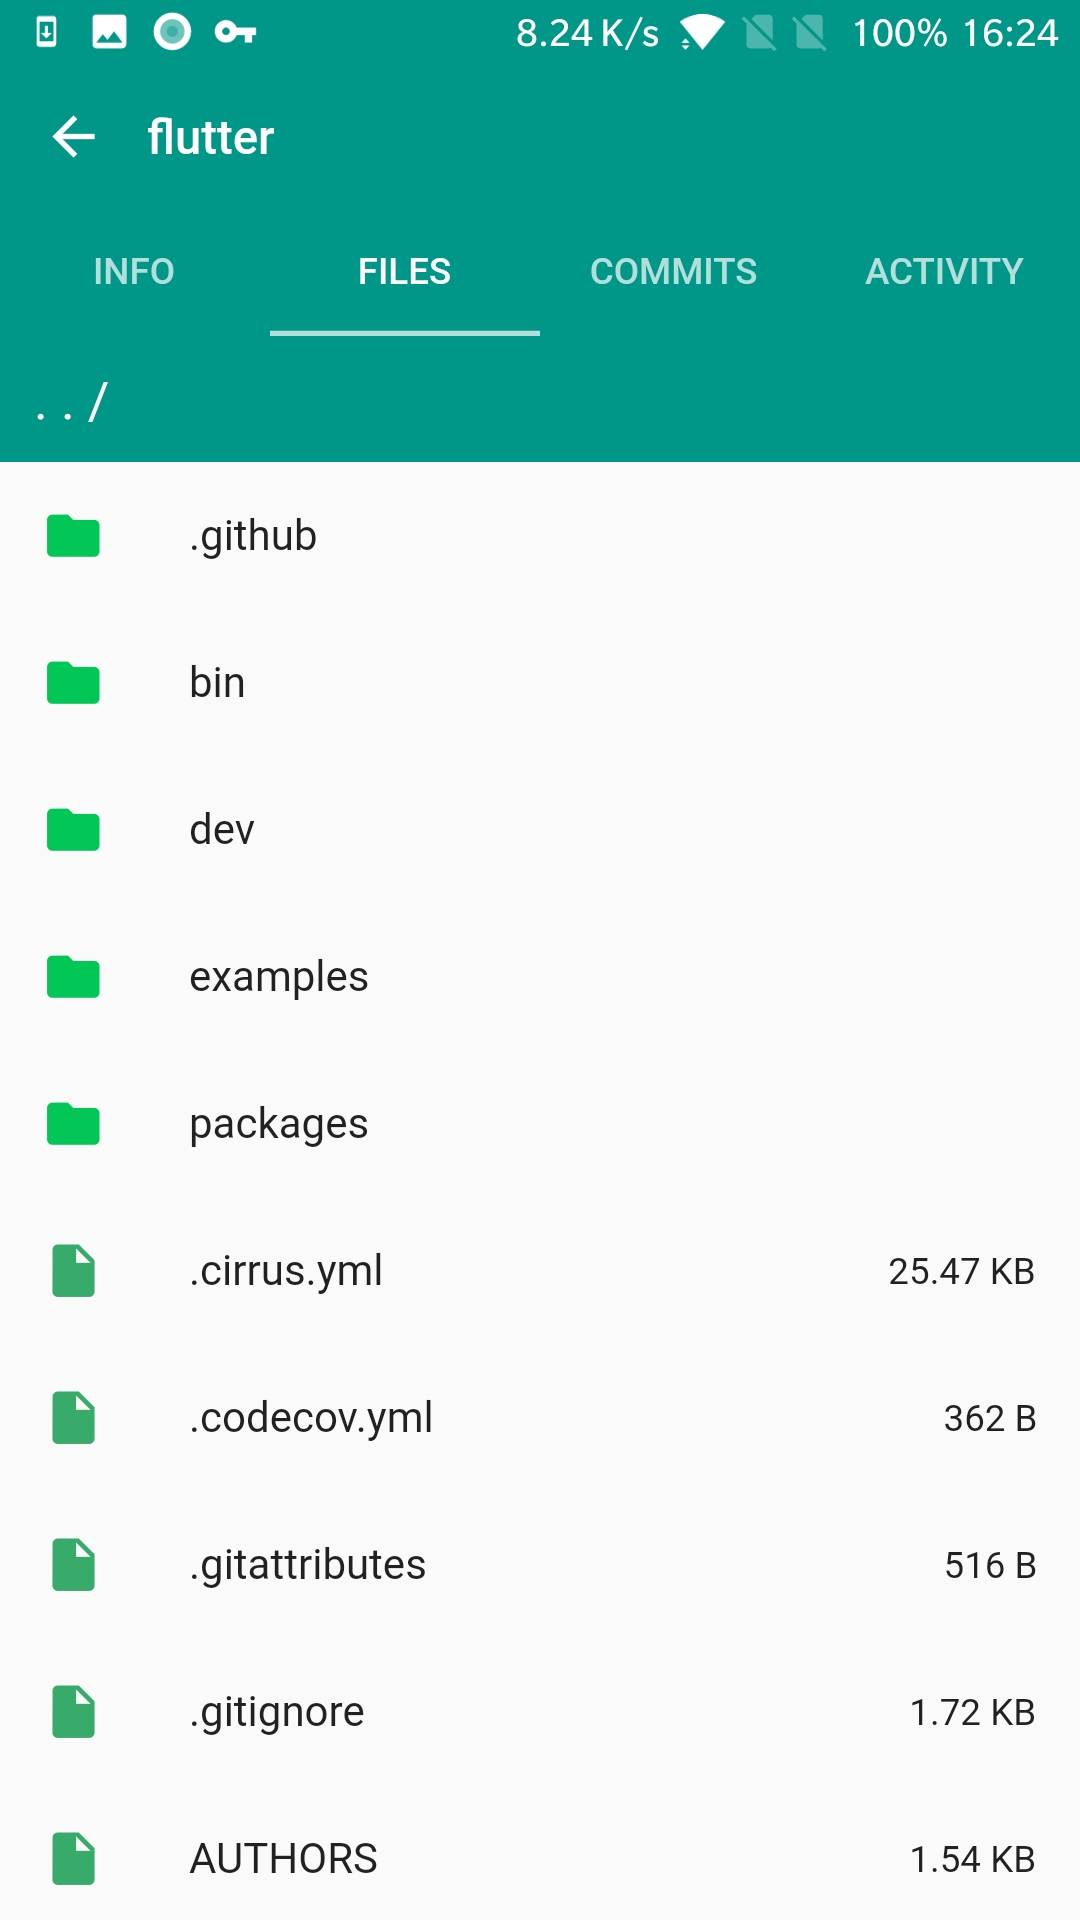 8.24 K/s 100% 16:24
flutter
INFO FILES COMMITS ACTIVITY
. . /
.github
bin
dev
examples
packages
.cirrus.yml 25.47 KB
.codecov.yml 362 B
.gitattributes 516 B
.gitignore 1.72 KB
AUTHORS 1.54 KB